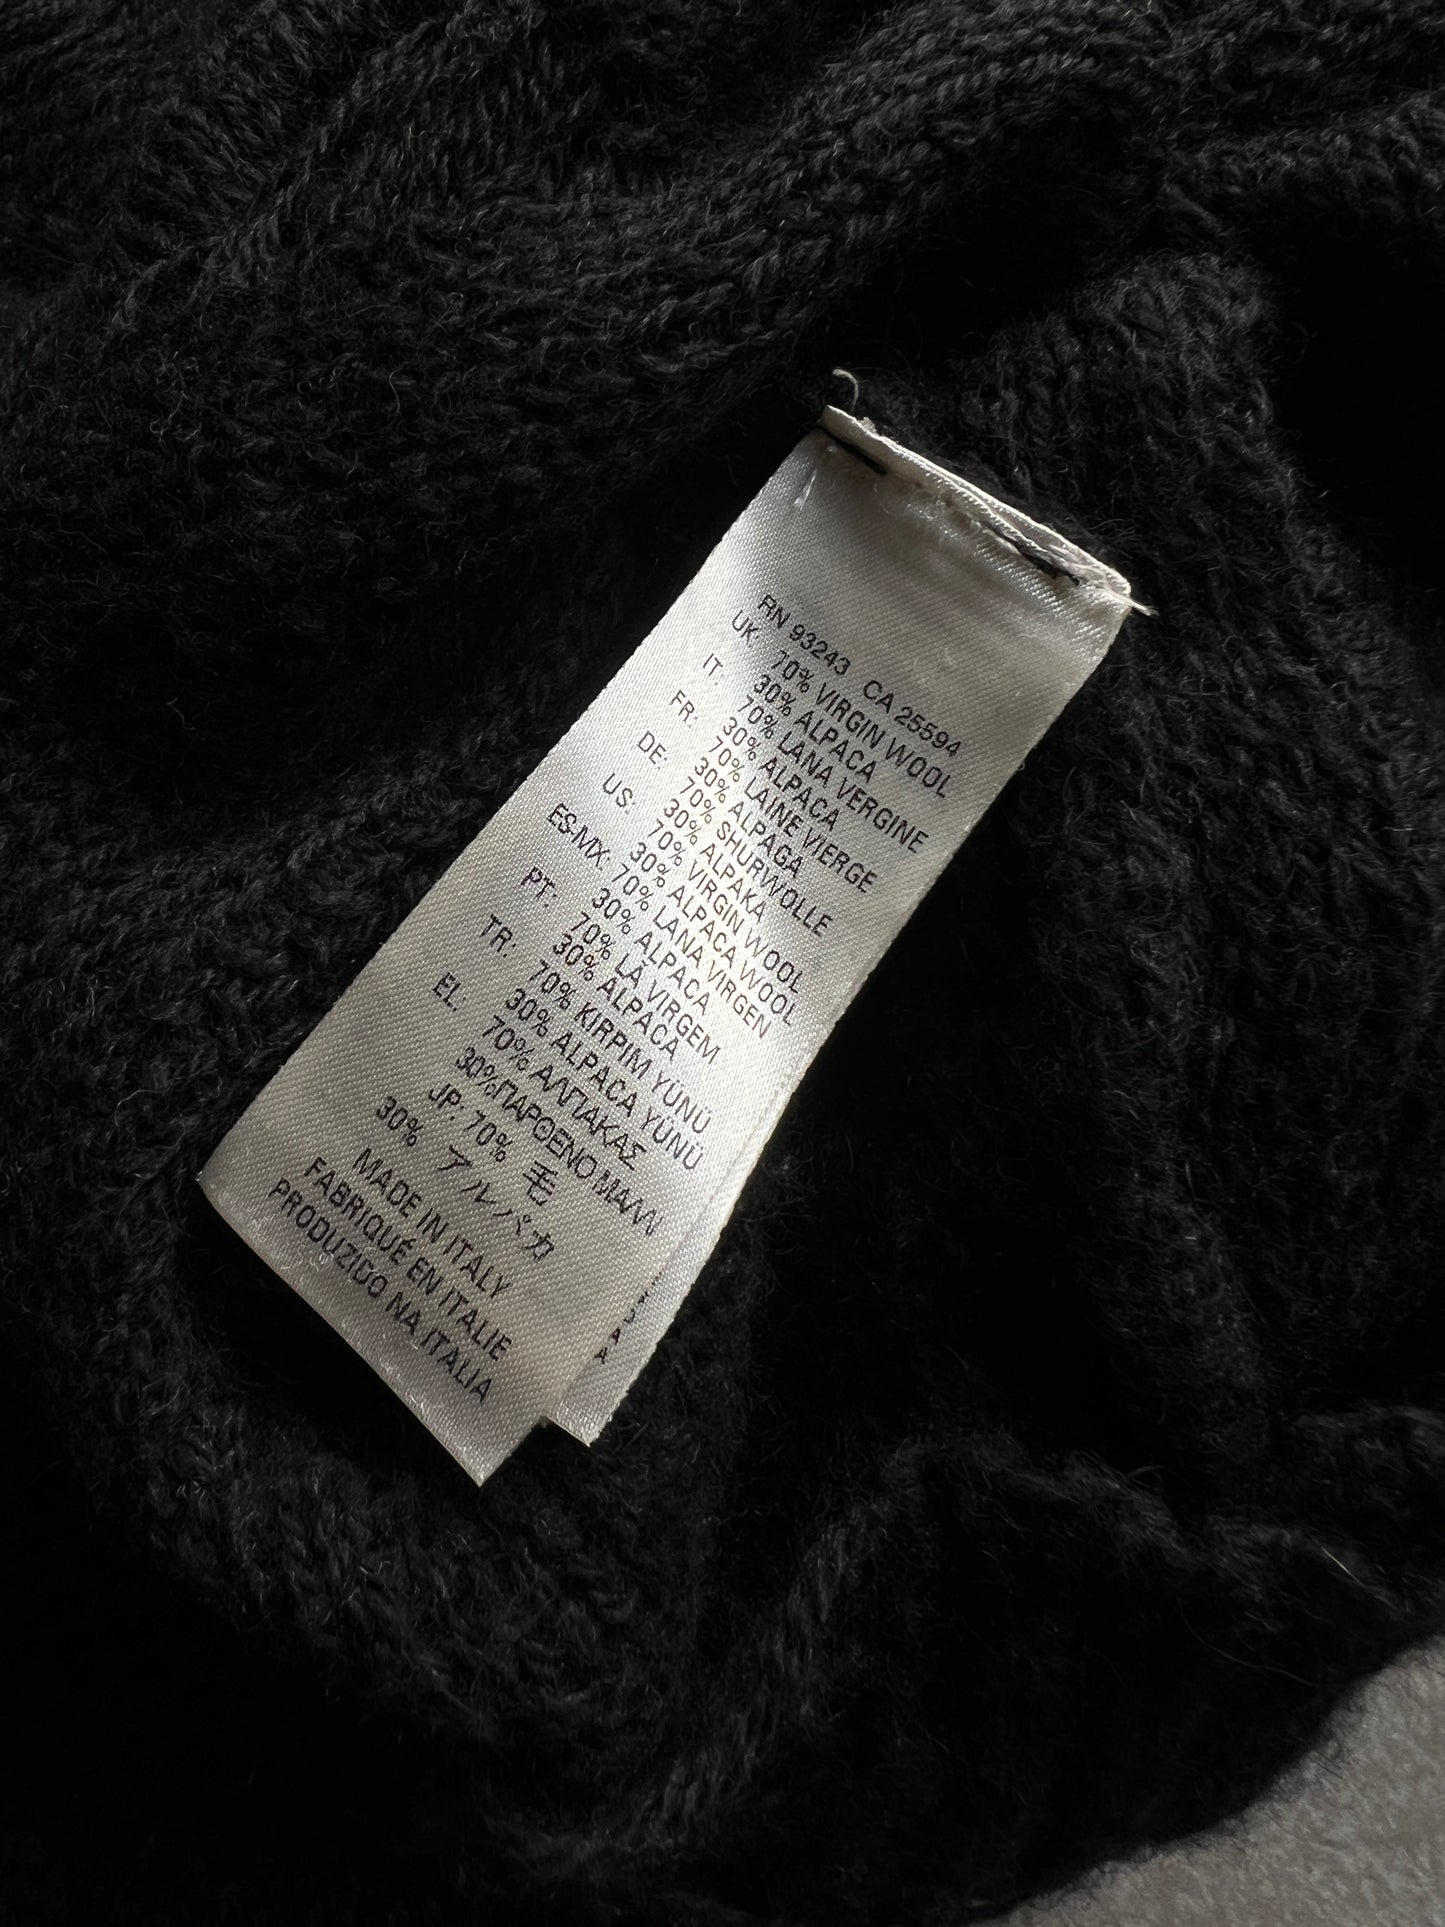 RN 93243 CA 25594
UK: 70% VIRGIN WOOL
30% ALPACA
IT: 70% LANA VERGINE
30% ALPACA
FR: 70% LAINE VIERGE
30% ALPAGA
DE: 70% SHURWOLLE
30% ALPAKA
US: 70% VIRGIN WOOL
30% ALPACA WOOL
ES-MX: 70% LANA VIRGEN
30% ALPACA
PT: 70% LÃ VIRGEM
30% ALPACA
TR: 70% KIRPIM YÜNÜ
30% ALPACA YÜNÜ
EL: 70% ΑΛΠΑΚΑΣ
30%ΠΑΡΘΕΝΟ ΜΑΛΛΙ
JP: 70% 毛
30% アルパカ
MADE IN ITALY
FABRIQUÉ EN ITALIE
PRODUZIDO NA ITALIA